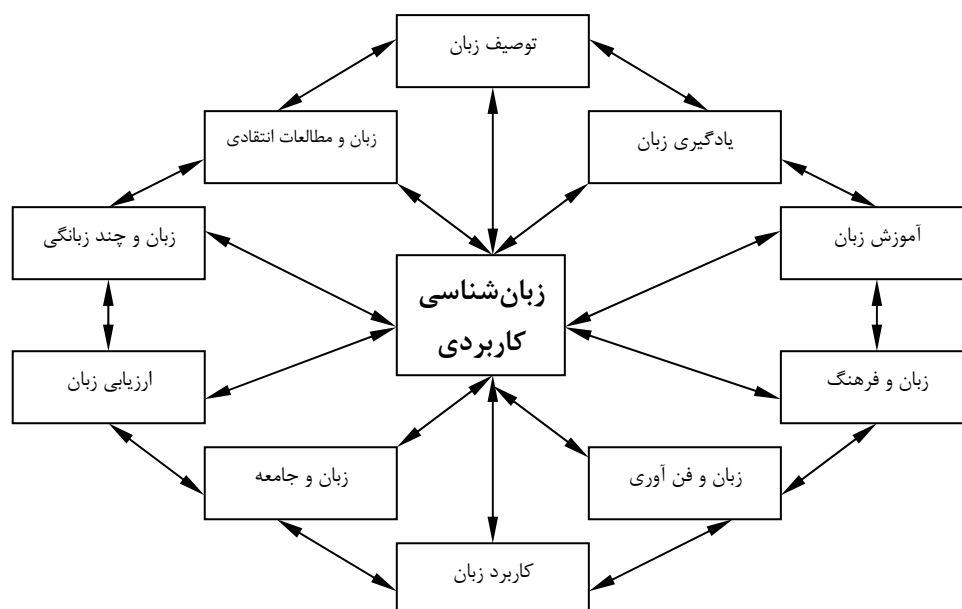 توصیف زبان
یادگیری زبان
زبان و مطالعات انتقادی
آموزش زبان
زبان و چند زبانگی
زبان‌شناسی
کاربردی
زبان و فرهنگ
ارزیابی زبان
زبان و فن آوری
زبان و جامعه
کاربرد زبان